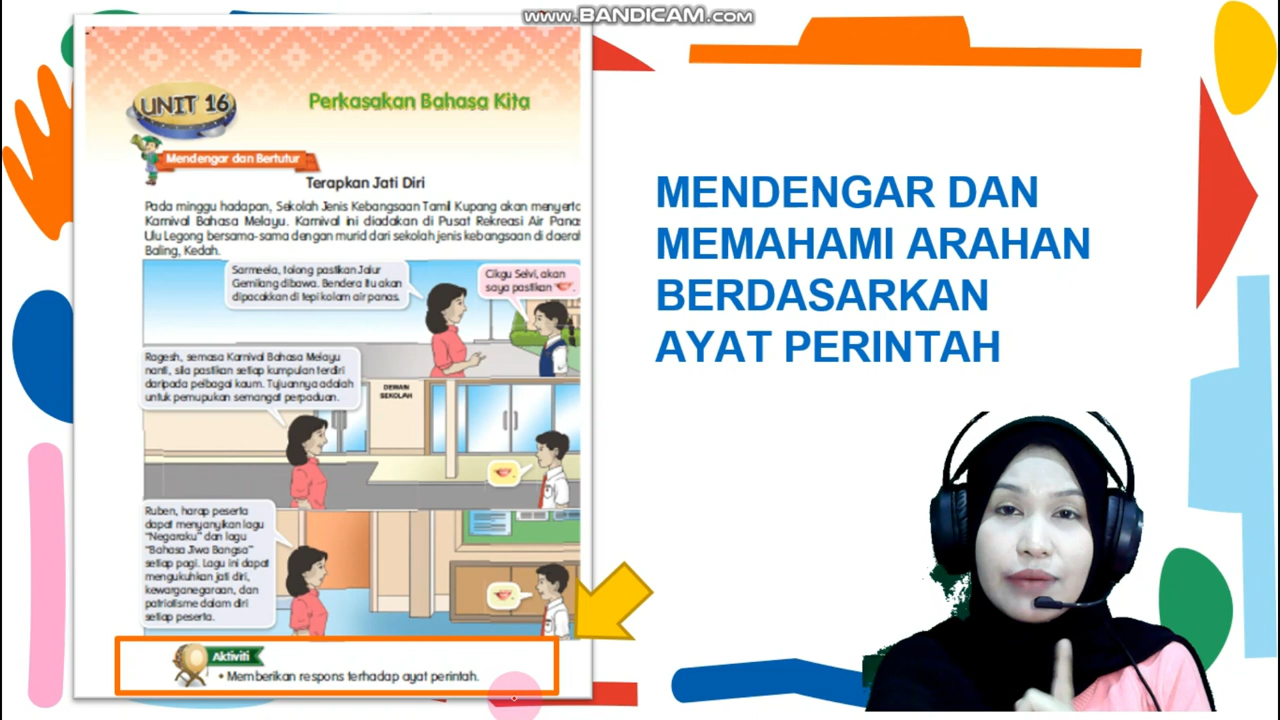 www.BANDICAM.com
UNIT 16
Perkasakan Bahasa Kita
Mendengar dan Bertutur
Terapkan Jati Diri
Pada minggu hadapan, Sekolah Jenis Kebangsaan Tamil Kupang akan menyerta
Karnival Bahasa Melayu. Karnival ini diadakan di Pusat Rekreasi Air Panas
Ulu Legong bersama-sama dengan murid dari sekolah jenis kebangsaan di daerah
Baling, Kedah.
Sarmeela, tolong pastikan Jalur
Gemilang dibawa. Bendera itu akan
dipacakkan di tepi kolam air panas.
Cikgu Selvi, akan
saya pastikan
Ragesh, semasa Karnival Bahasa Melayu
nanti, sila pastikan setiap kumpulan terdiri
daripada pelbagai kaum. Tujuannya adalah
untuk pemupukan semangat perpaduan.
DEWAN
SEKOLAH
Ruben, harap peserta
dapat menyanyikan lagu
"Negaraku" dan lagu
"Bahasa Jiwa Bangsa"
setiap pagi. Lagu ini dapat
mengukuhkan jati diri,
kewarganegaraan, dan
patriotisme dalam diri
setiap peserta.
Aktiviti
• Memberikan respons terhadap ayat perintah.
MENDENGAR DAN
MEMAHAMI ARAHAN
BERDASARKAN
AYAT PERINTAH